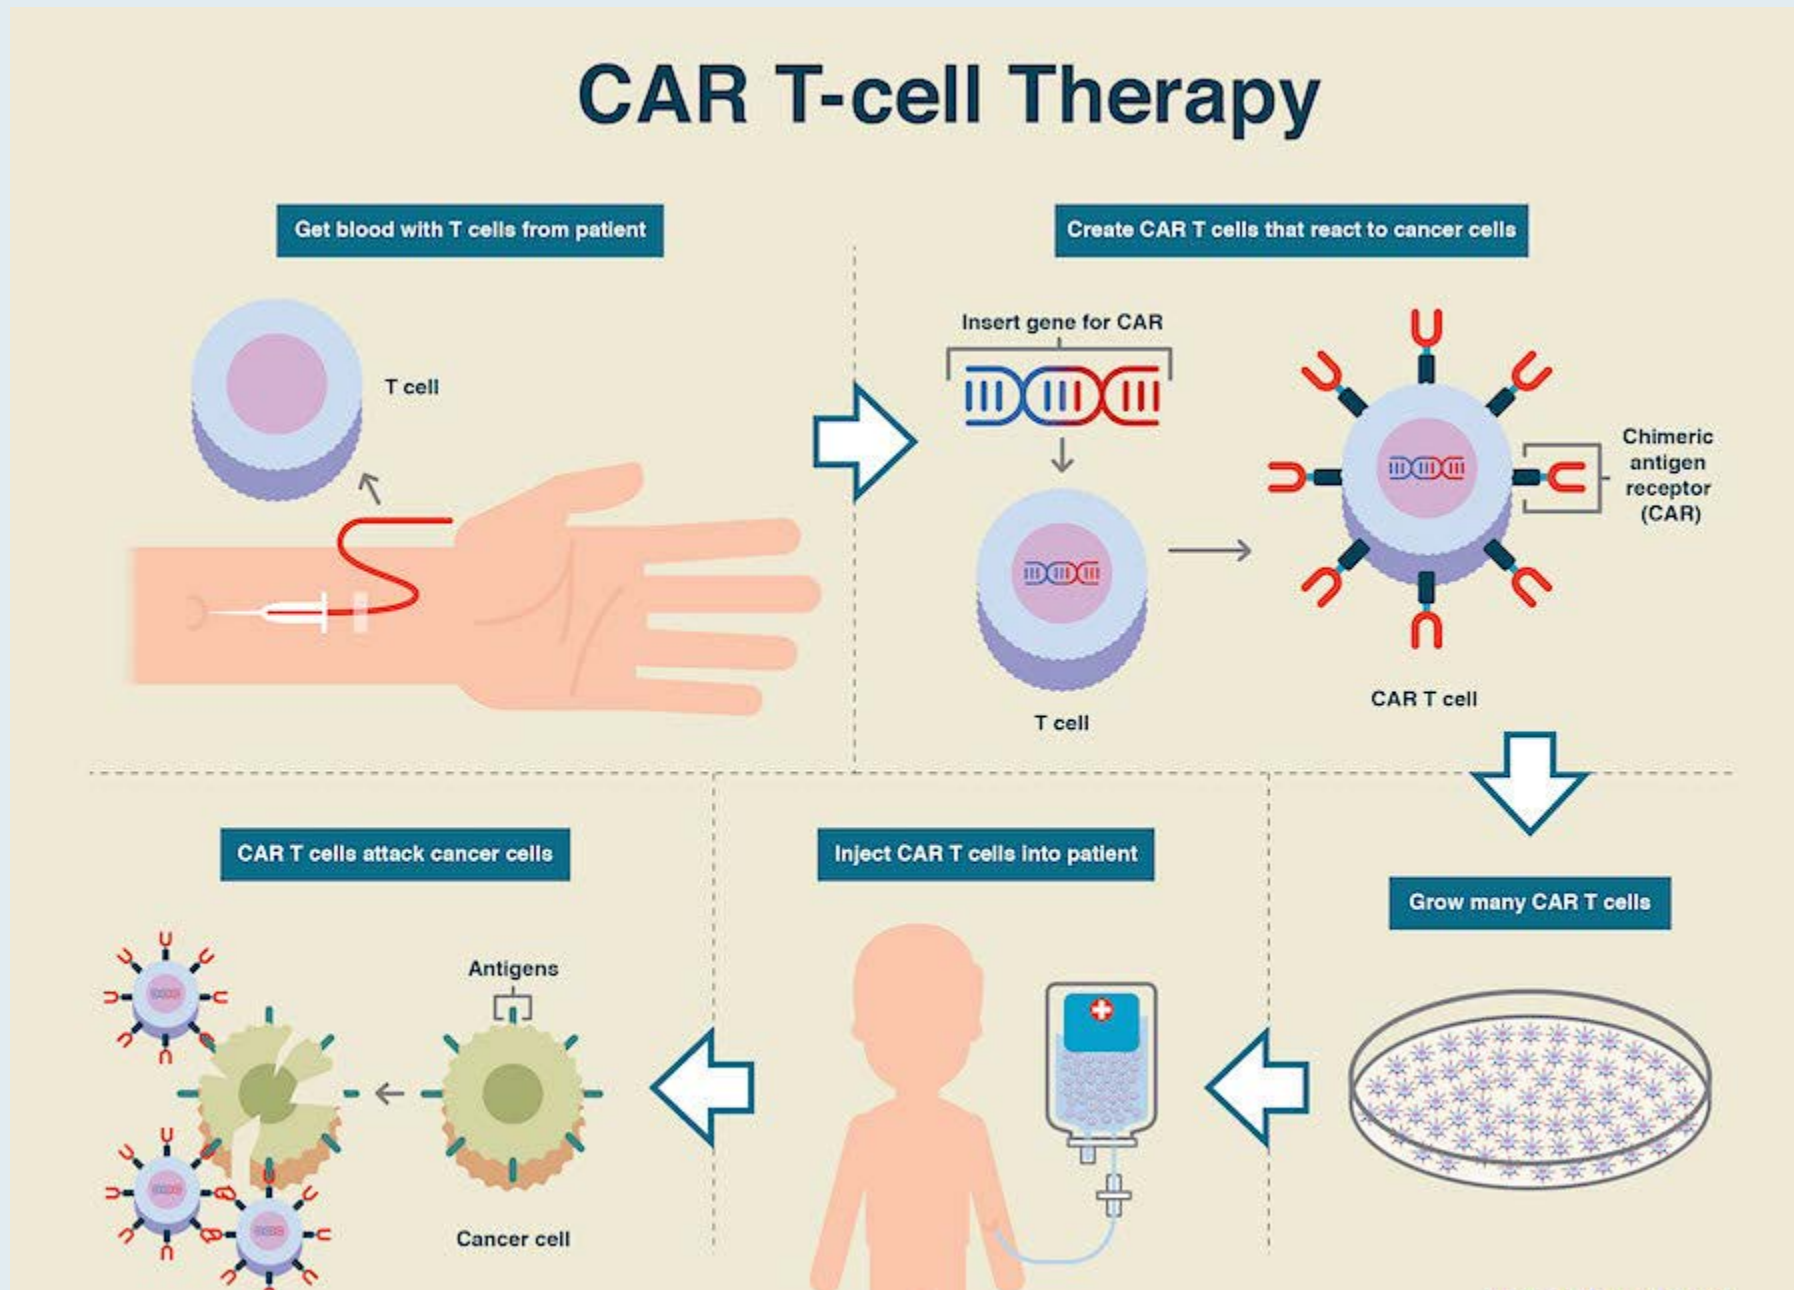 CAR T-cell Therapy
Get blood with T cells from patient
T cell
Create CAR T cells that react to cancer cells
Insert gene for CAR
T cell
Chimeric
antigen
receptor
(CAR)
CAR T cell
Grow many CAR T cells
Inject CAR T cells into patient
CAR T cells attack cancer cells
Antigens
Cancer cell